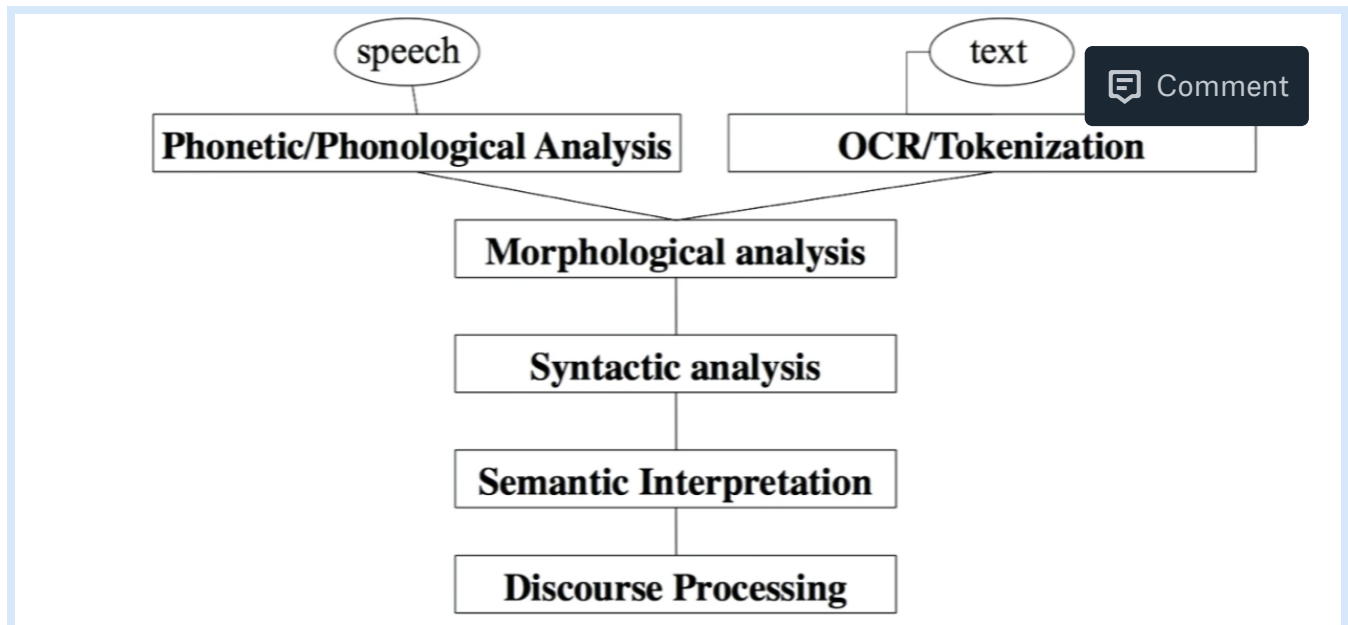 speech
text
Comment
Phonetic/Phonological Analysis
OCR/Tokenization
Morphological analysis
Syntactic analysis
Semantic Interpretation
Discourse Processing